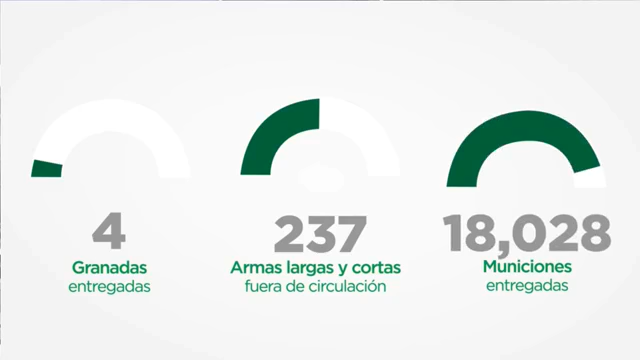 4
Granadas
entregadas
237
Armas largas y cortas
fuera de circulación
18,028
Municiones
entregadas